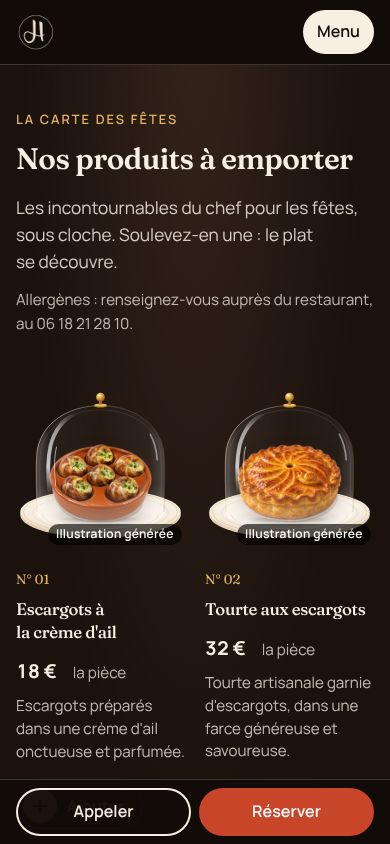 Menu
LA CARTE DES FÊTES
Nos produits à emporter
Les incontournables du chef pour les fêtes,
sous cloche. Soulevez-en une : le plat
se découvre.
Allergènes : renseignez-vous auprès du restaurant,
au 06 18 21 28 10.
Illustration générée
Illustration générée
N° 01
Escargots à
la crème d'ail
18 € la pièce
Escargots préparés
dans une crème d'ail
onctueuse et parfumée.
N° 02
Tourte aux escargots
32 € la pièce
Tourte artisanale garnie
d'escargots, dans une
farce généreuse et
savoureuse.
Appeler
Réserver